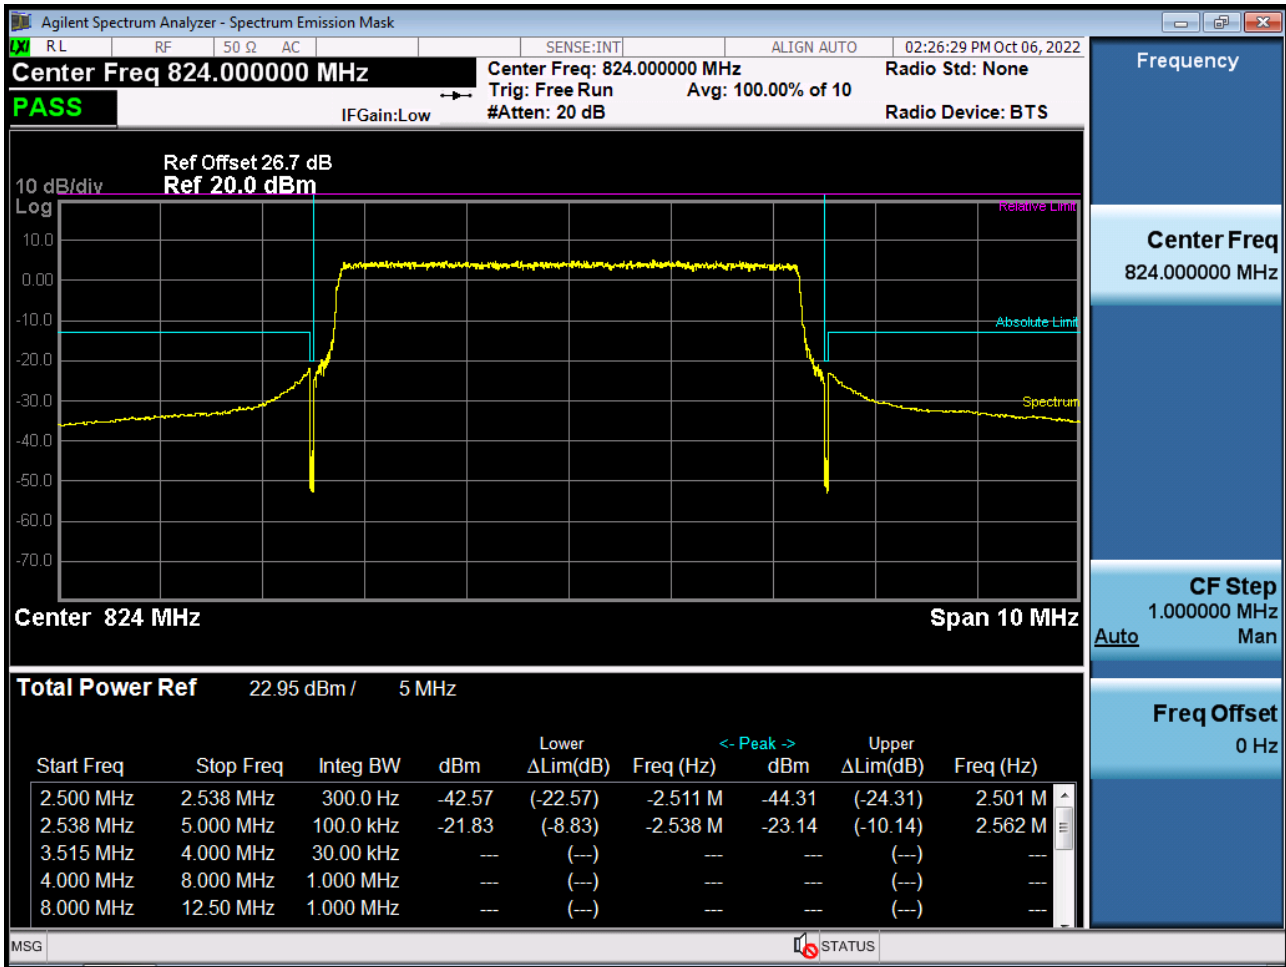 Agilent Spectrum Analyzer - Spectrum Emission Mask
LXI RL RF 50 Ω AC SENSE:INT ALIGN AUTO 02:26:29 PM Oct 06, 2022
Center Freq 824.000000 MHz
Center Freq: 824.000000 MHz Radio Std: None
Trig: Free Run Avg: 100.00% of 10
PASS
IFGain:Low #Atten: 20 dB Radio Device: BTS
Ref Offset 26.7 dB
10 dB/div Ref 20.0 dBm
Log
Relative Limit
10.0
0.00
-10.0
Absolute Limit
-20.0
-30.0
Spectrum
-40.0
-50.0
-60.0
-70.0
Center 824 MHz Span 10 MHz
Total Power Ref 22.95 dBm / 5 MHz
Lower <- Peak -> Upper
Start Freq Stop Freq Integ BW dBm ΔLim(dB) Freq (Hz) dBm ΔLim(dB) Freq (Hz)
2.500 MHz 2.538 MHz 300.0 Hz -42.57 (-22.57) -2.511 M -44.31 (-24.31) 2.501 M
2.538 MHz 5.000 MHz 100.0 kHz -21.83 (-8.83) -2.538 M -23.14 (-10.14) 2.562 M
3.515 MHz 4.000 MHz 30.00 kHz --- (---) --- --- (---) ---
4.000 MHz 8.000 MHz 1.000 MHz --- (---) --- --- (---) ---
8.000 MHz 12.50 MHz 1.000 MHz --- (---) --- --- (---) ---
MSG STATUS
Frequency
Center Freq
824.000000 MHz
CF Step
1.000000 MHz
Auto Man
Freq Offset
0 Hz